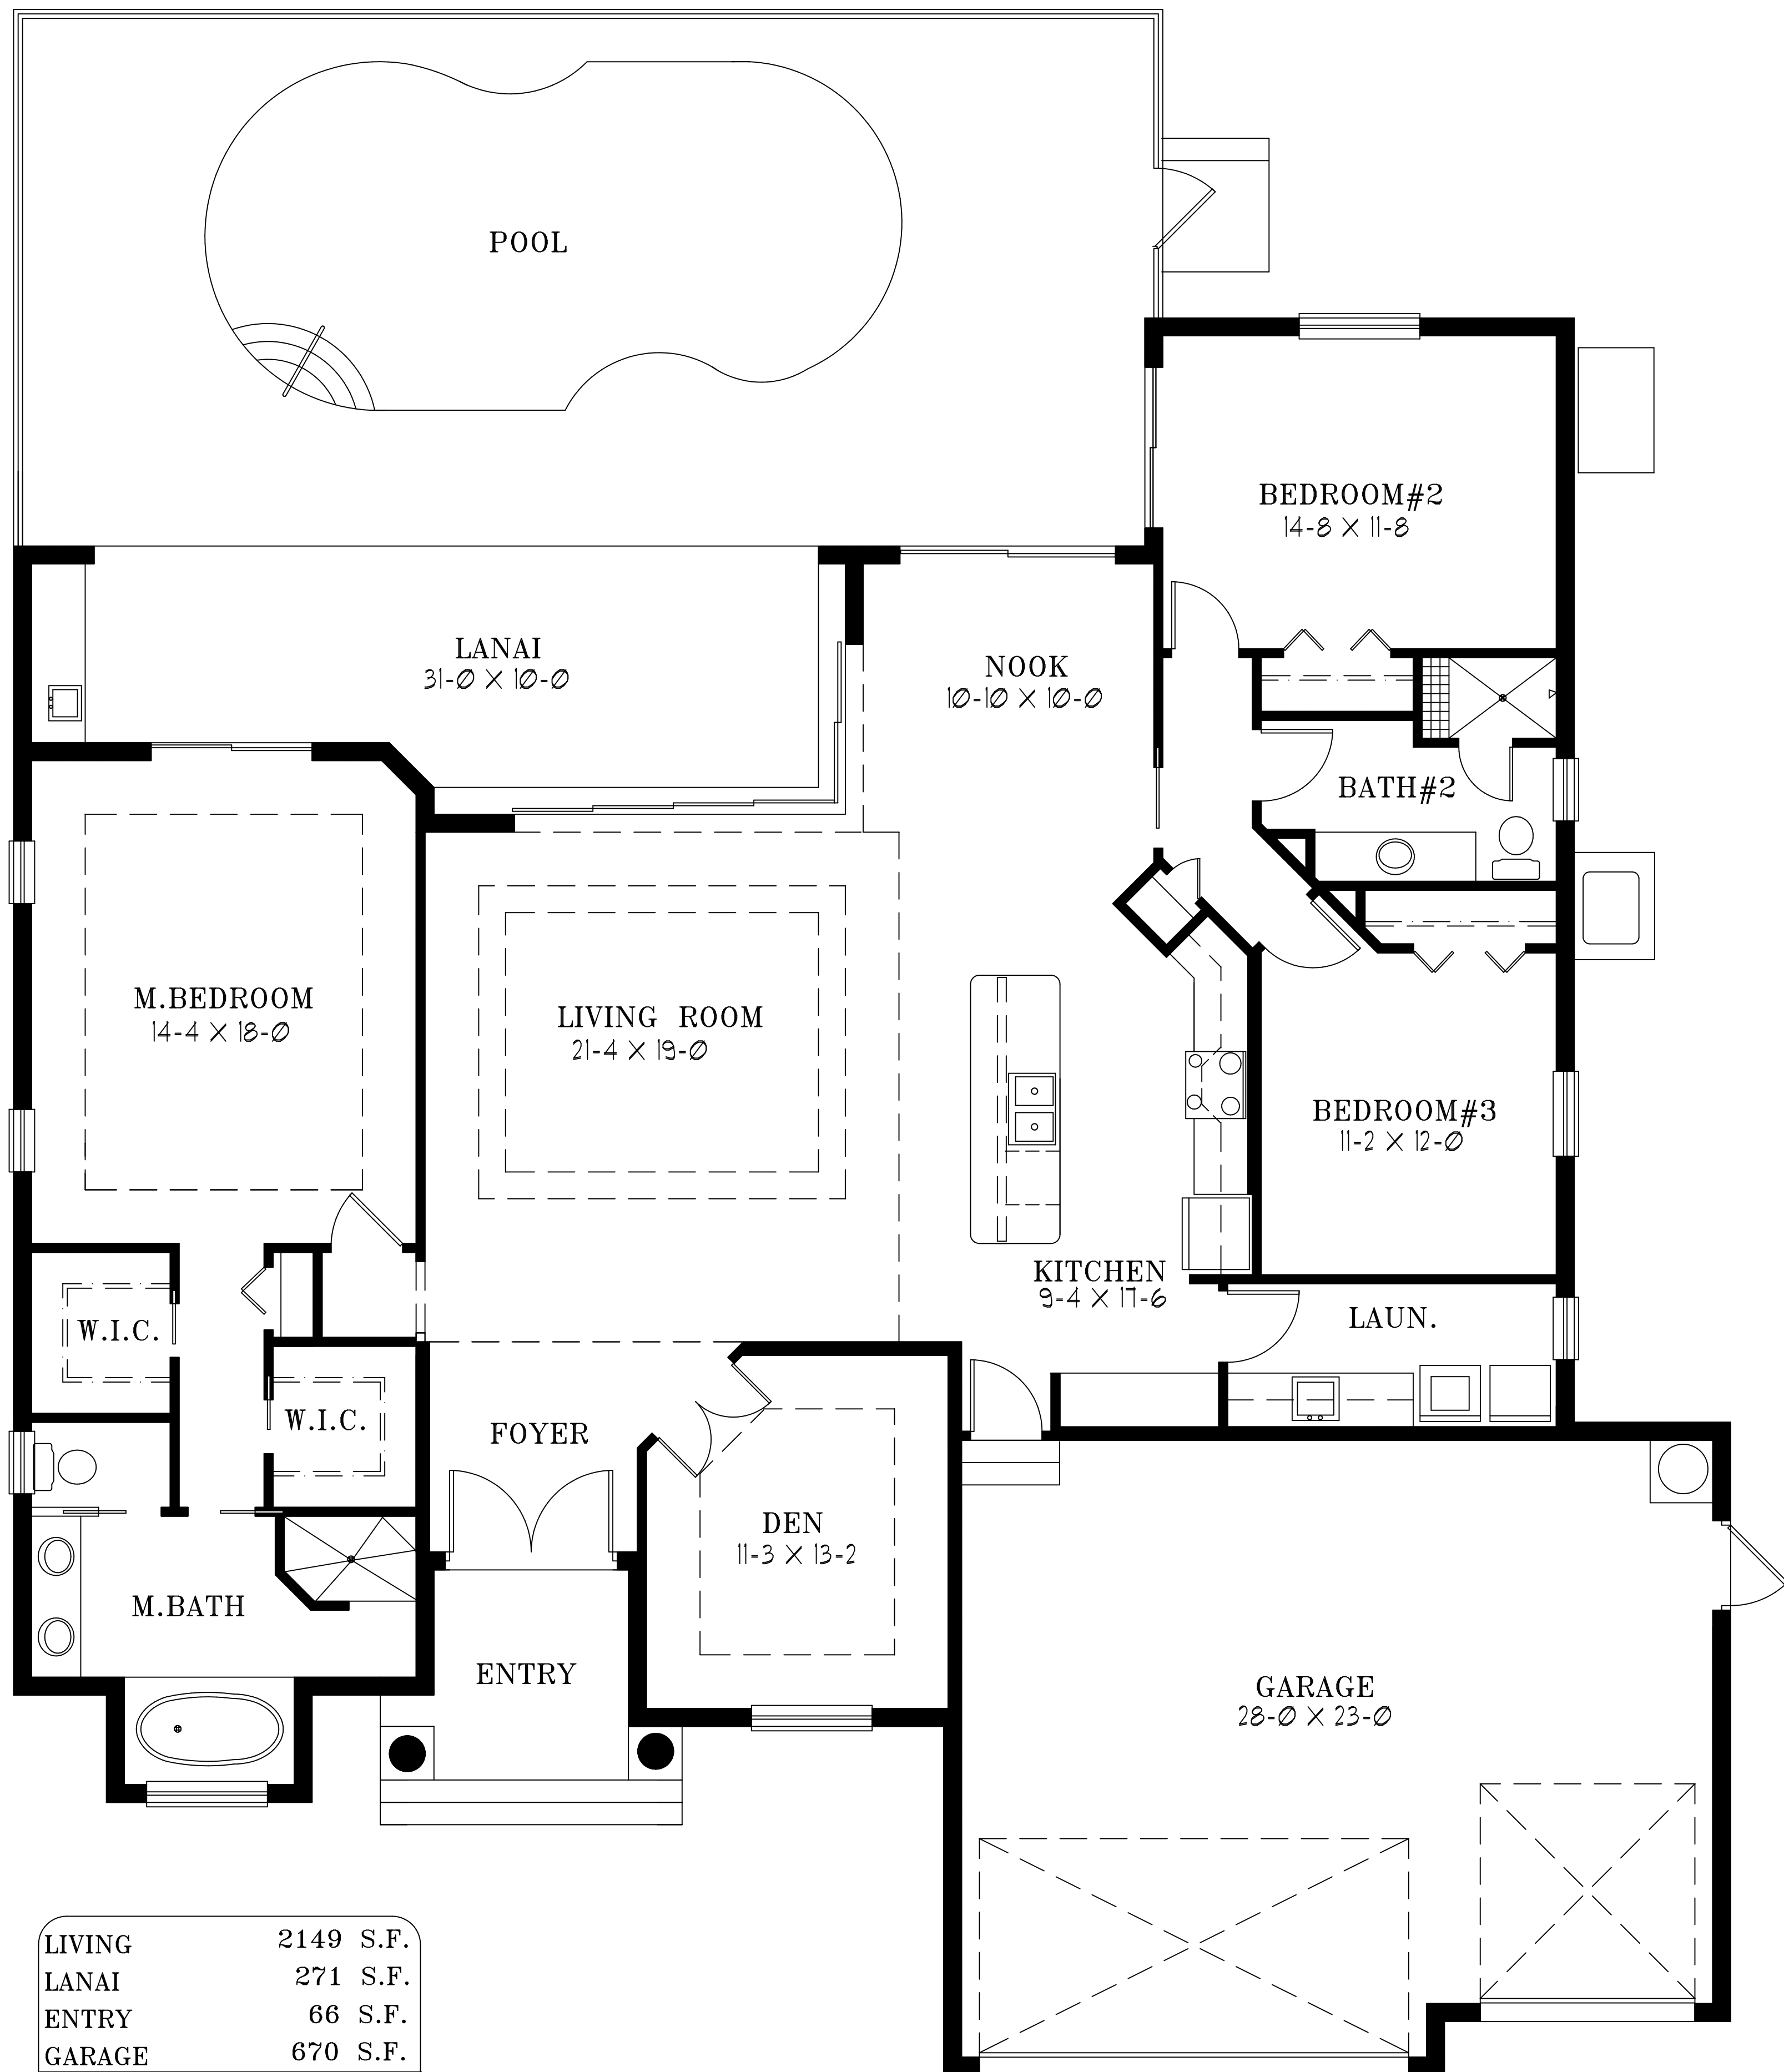 POOL
BEDROOM#2
14-8 X 11-8
LANAI
31-0 X 10-0
NOOK
10-10 X 10-0
BATH#2
M.BEDROOM
14-4 X 18-0
LIVING ROOM
21-4 X 19-0
BEDROOM#3
11-2 X 12-0
KITCHEN
9-4 X 17-6
LAUN.
W.I.C.
W.I.C.
FOYER
DEN
11-3 X 13-2
M.BATH
ENTRY
GARAGE
28-0 X 23-0
LIVING 2149 S.F.
LANAI 271 S.F.
ENTRY 66 S.F.
GARAGE 670 S.F.